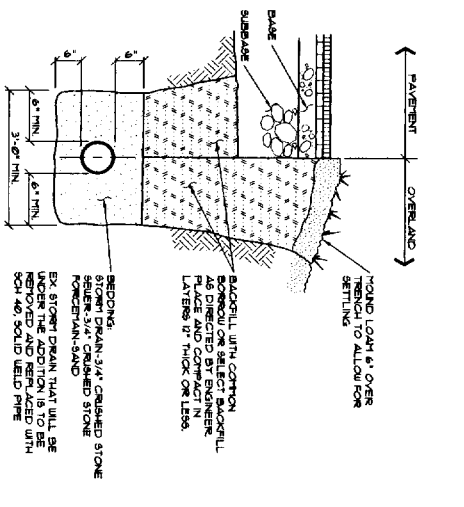 PAVEMENT
OVERLAND
BASE
SUBBASE
MOUND LOAM 6" OVER
TRENCH TO ALLOW FOR
SETTLING
BACKFILL WITH COMMON
BORROW OR SELECT BACKFILL
AS DIRECTED BY ENGINEER.
PLACE AND COMPACT IN
LAYERS 12" THICK OR LESS.
6"
6"
6" MIN.
6" MIN.
3'-0" MIN.
BEDDING:
STORM DRAIN-3/4" CRUSHED STONE
SEWER-3/4" CRUSHED STONE
FORCEMAIN-SAND
EX. STORM DRAIN THAT WILL BE
UNDER THE ADDITION IS TO BE
REMOVED AND REPLACED WITH
SCH 40, SOLID WELD PIPE